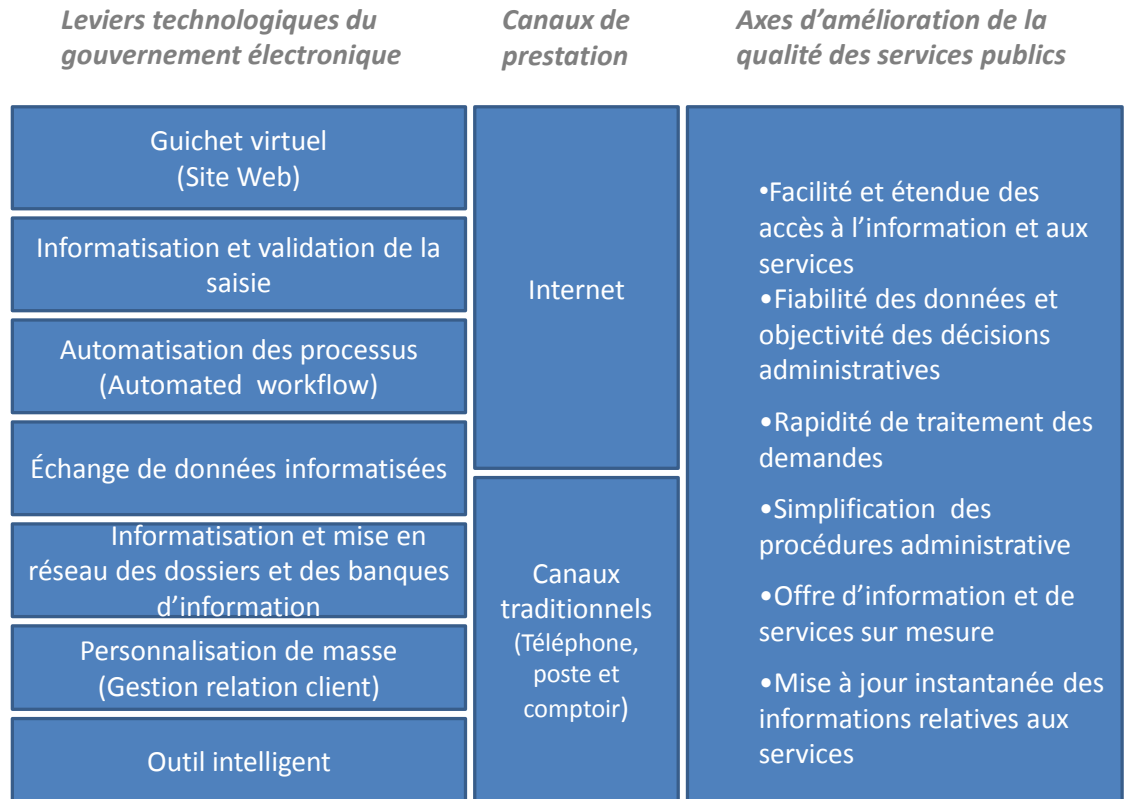 Leviers technologiques du
gouvernement électronique
Canaux de
prestation
Axes d'amélioration de la
qualité des services publics
Guichet virtuel
(Site Web)
Informatisation et validation de la
saisie
Automatisation des processus
(Automated workflow)
Échange de données informatisées
Informatisation et mise en
réseau des dossiers et des banques
d'information
Personnalisation de masse
(Gestion relation client)
Outil intelligent
Internet
Canaux
traditionnels
(Téléphone,
poste et
comptoir)
•Facilité et étendue des
accès à l'information et aux
services
•Fiabilité des données et
objectivité des décisions
administratives
•Rapidité de traitement des
demandes
•Simplification des
procédures administrative
•Offre d'information et de
services sur mesure
•Mise à jour instantanée des
informations relatives aux
services